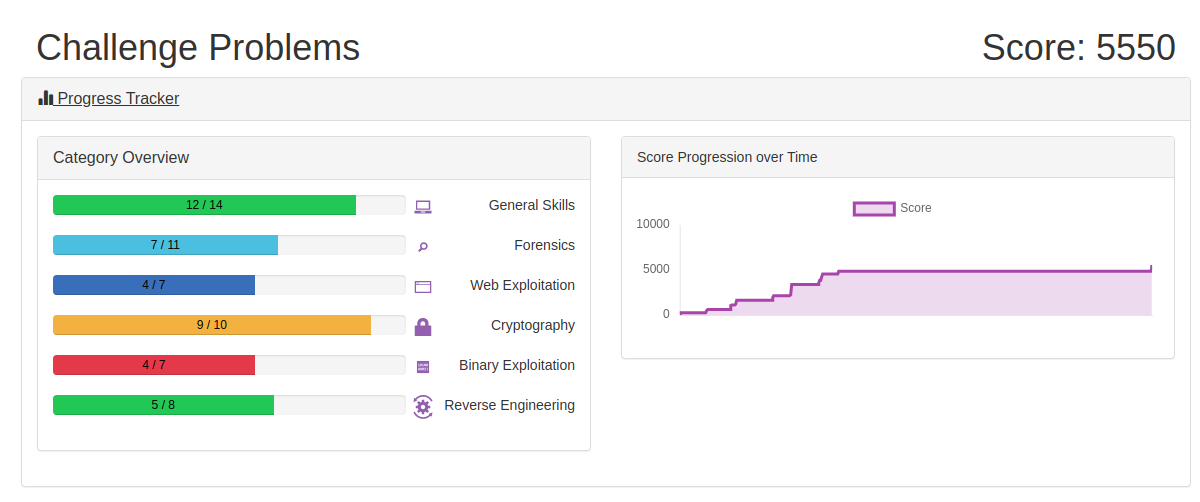 Challenge Problems
Score: 5550
Progress Tracker
Category Overview
12 / 14
General Skills
7 / 11
Forensics
4 / 7
Web Exploitation
9 / 10
Cryptography
4 / 7
Binary Exploitation
5 / 8
Reverse Engineering
Score Progression over Time
Score
10000
5000
0